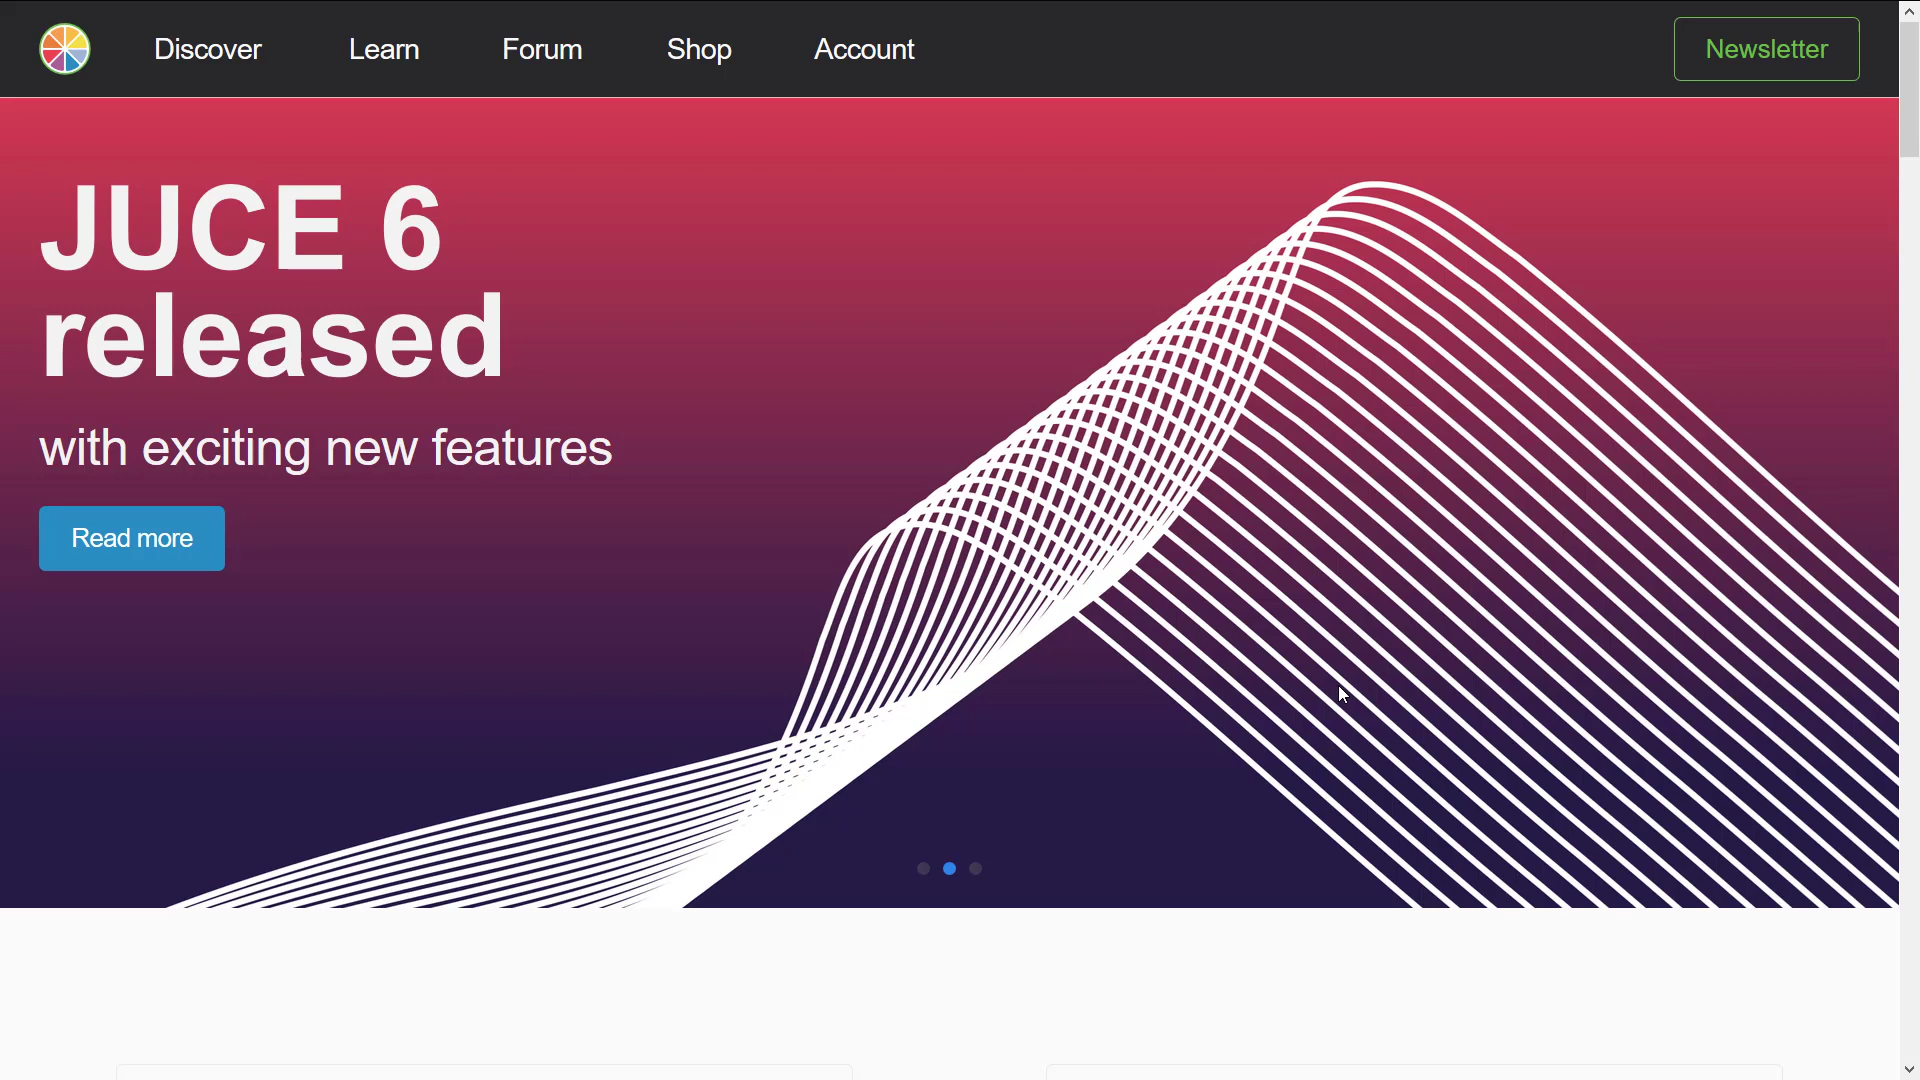 Discover Learn Forum Shop Account Newsletter
JUCE 6
released
with exciting new features
Read more